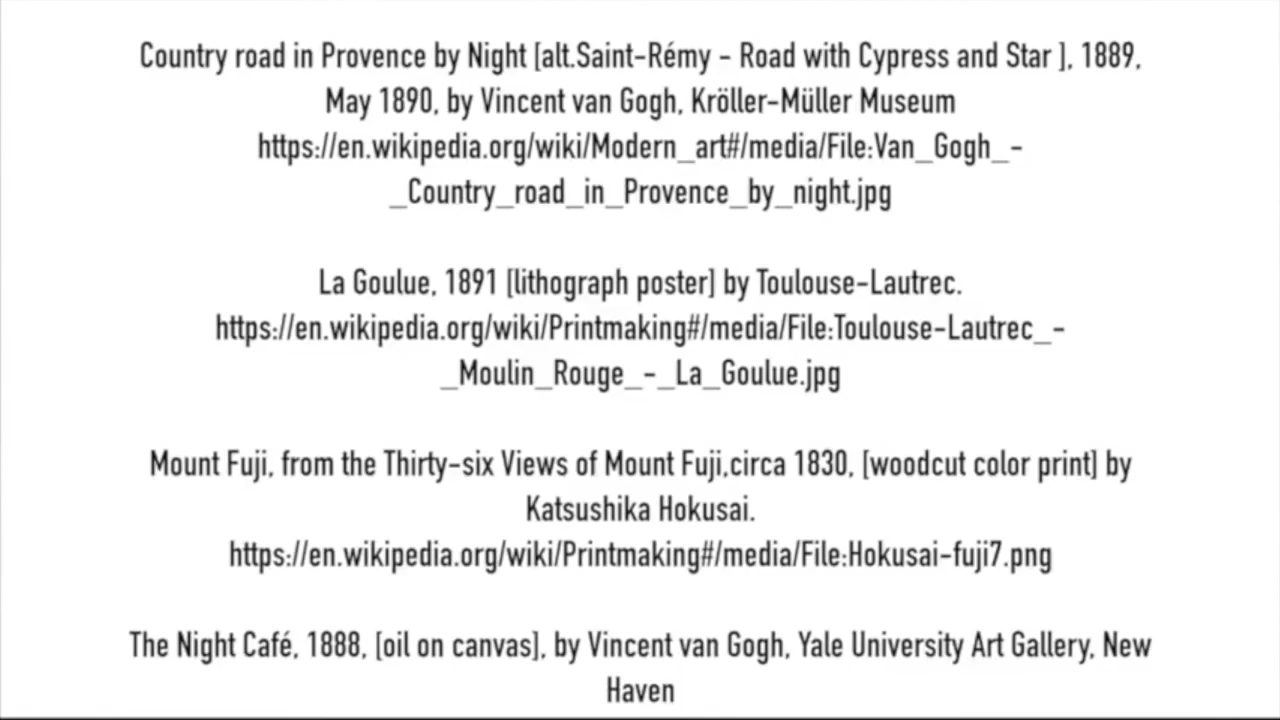 Country road in Provence by Night [alt.Saint-Rémy - Road with Cypress and Star ], 1889,
May 1890, by Vincent van Gogh, Kröller-Müller Museum
https://en.wikipedia.org/wiki/Modern_art#/media/File:Van_Gogh_-
_Country_road_in_Provence_by_night.jpg
La Goulue, 1891 [lithograph poster] by Toulouse-Lautrec.
https://en.wikipedia.org/wiki/Printmaking#/media/File:Toulouse-Lautrec_-
_Moulin_Rouge_-_La_Goulue.jpg
Mount Fuji, from the Thirty-six Views of Mount Fuji,circa 1830, [woodcut color print] by
Katsushika Hokusai.
https://en.wikipedia.org/wiki/Printmaking#/media/File:Hokusai-fuji7.png
The Night Café, 1888, [oil on canvas], by Vincent van Gogh, Yale University Art Gallery, New
Haven